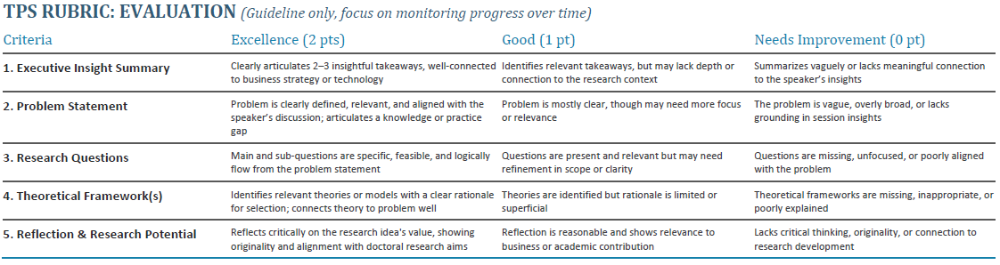 TPS RUBRIC: EVALUATION (Guideline only, focus on monitoring progress over time)
Criteria Excellence (2 pts) Good (1 pt) Needs Improvement (0 pt)
1. Executive Insight Summary
Clearly articulates 2–3 insightful takeaways, well-connected
to business strategy or technology
Identifies relevant takeaways, but may lack depth or
connection to the research context
Summarizes vaguely or lacks meaningful connection
to the speaker’s insights
2. Problem Statement
Problem is clearly defined, relevant, and aligned with the
speaker’s discussion; articulates a knowledge or practice
gap
Problem is mostly clear, though may need more focus
or relevance
The problem is vague, overly broad, or lacks
grounding in session insights
3. Research Questions
Main and sub-questions are specific, feasible, and logically
flow from the problem statement
Questions are present and relevant but may need
refinement in scope or clarity
Questions are missing, unfocused, or poorly aligned
with the problem
4. Theoretical Framework(s)
Identifies relevant theories or models with a clear rationale
for selection; connects theory to problem well
Theories are identified but rationale is limited or
superficial
Theoretical frameworks are missing, inappropriate, or
poorly explained
5. Reflection & Research Potential
Reflects critically on the research idea's value, showing
originality and alignment with doctoral research aims
Reflection is reasonable and shows relevance to
business or academic contribution
Lacks critical thinking, originality, or connection to
research development